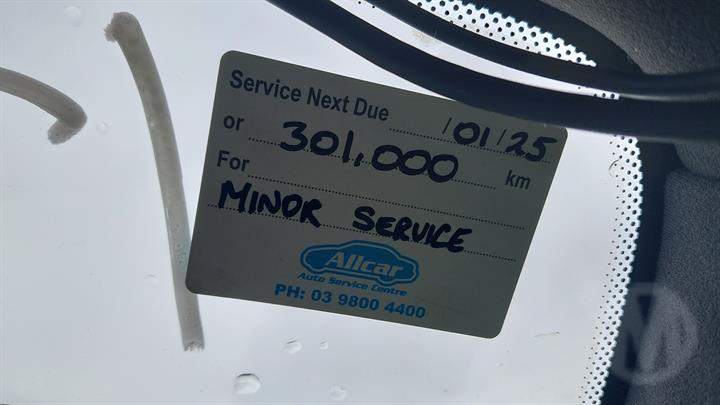 Service Next Due /01/25
or 301,000 km
For
MINOR SERVICE
Allcar
Auto Service Centre
PH: 03 9800 4400